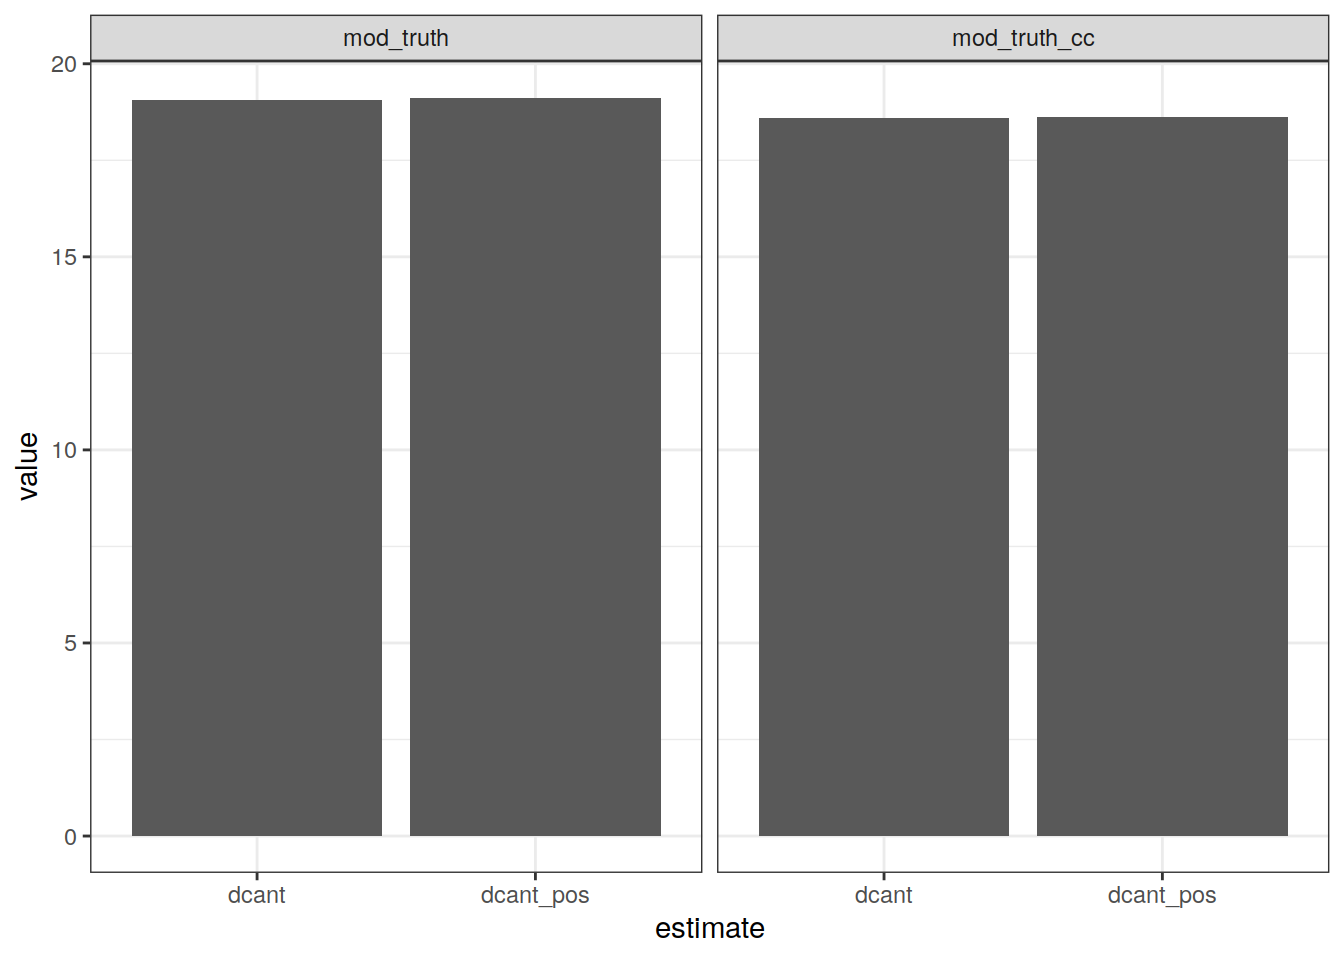 mod_truth
mod_truth_cc
20
15
10
5
0
value
dcant
dcant_pos
dcant
dcant_pos
estimate